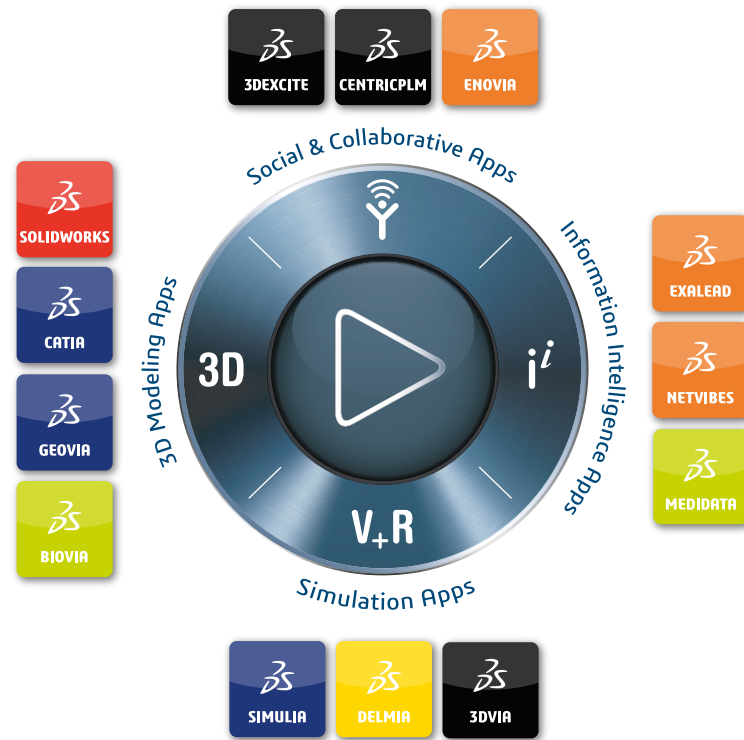 3DEXCITE
CENTRICPLM
ENOVIA
Social & Collaborative Apps
SOLIDWORKS
CATIA
GEOVIA
BIOVIA
3D Modeling Apps
3D
i i
V+R
Information Intelligence Apps
EXALEAD
NETVIBES
MEDIDATA
Simulation Apps
SIMULIA
DELMIA
3DVIA